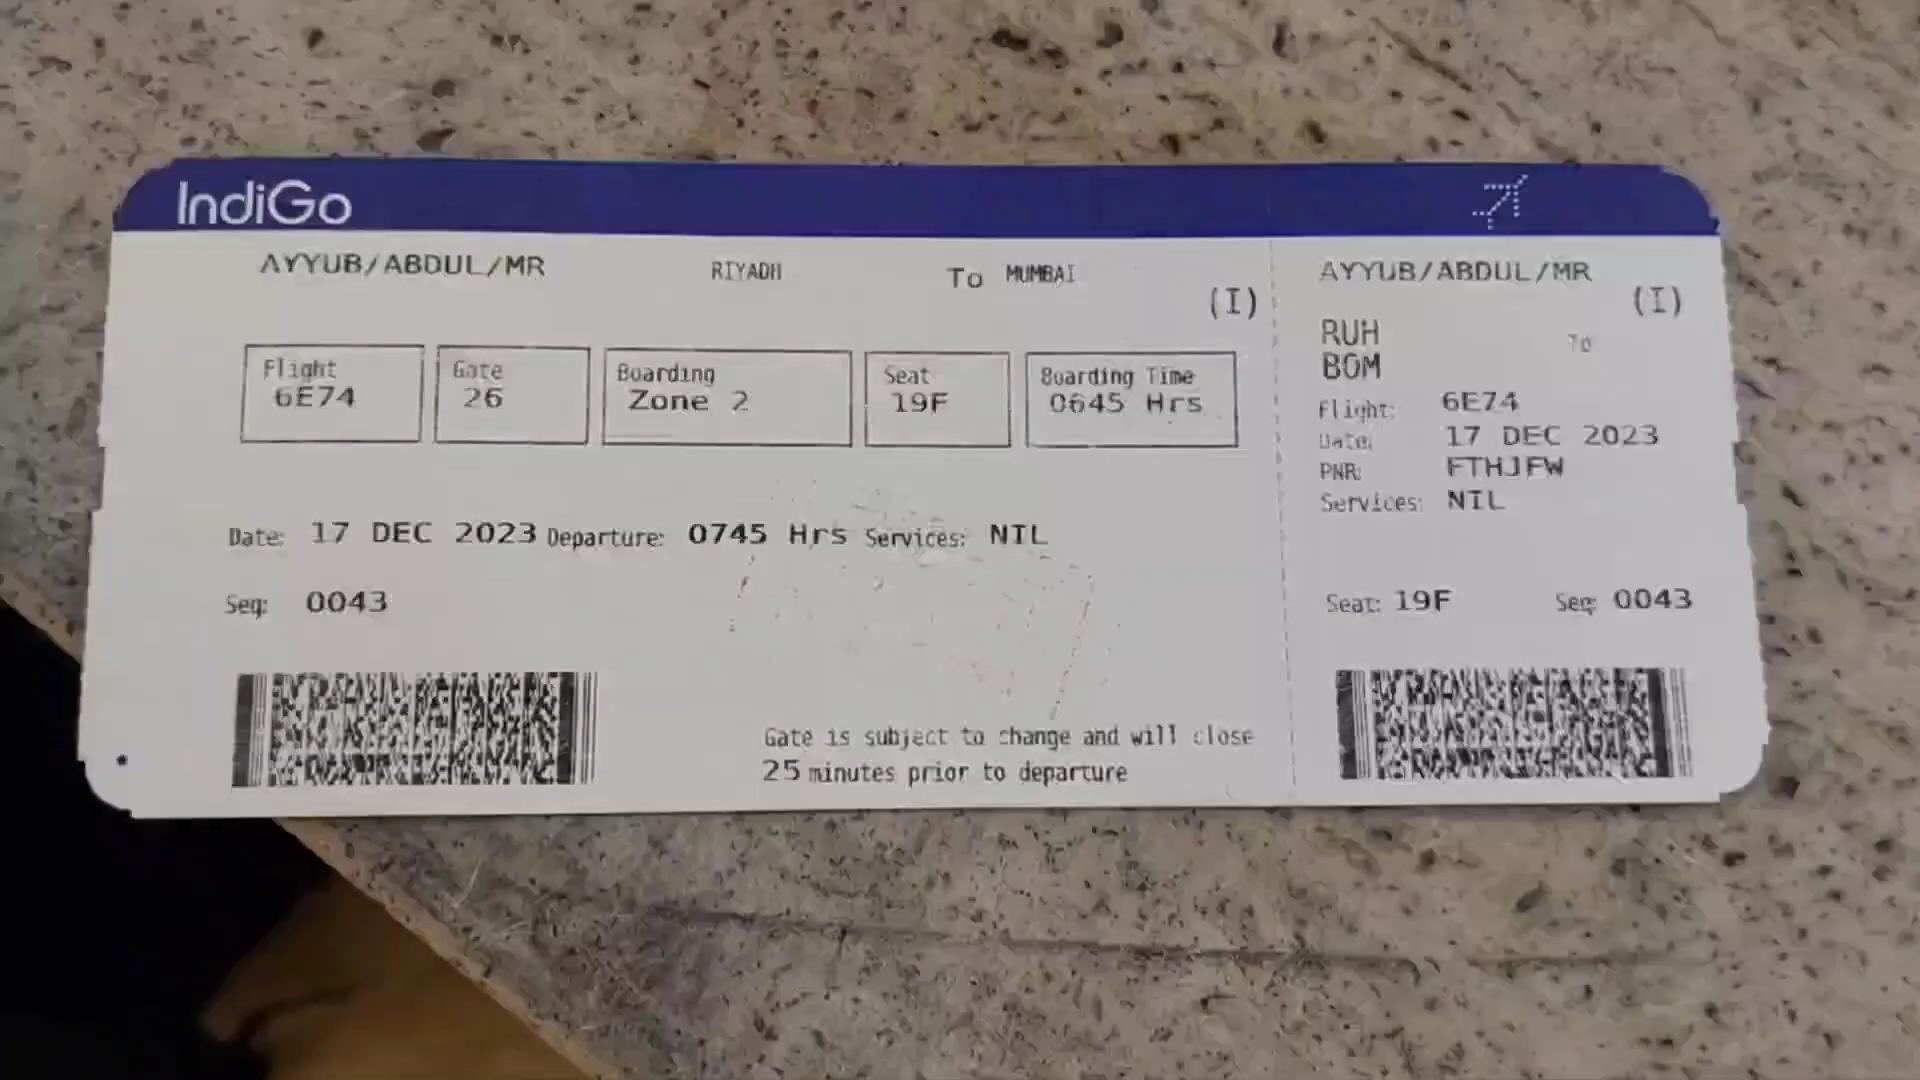 IndiGo
AYYUB/ABDUL/MR RIYADH To MUMBAI
(I)
Flight Gate Boarding Seat Boarding Time
6E74 26 Zone 2 19F 0645 Hrs
Date: 17 DEC 2023 Departure: 0745 Hrs Services: NIL
Seq: 0043
Gate is subject to change and will close
25 minutes prior to departure
AYYUB/ABDUL/MR
(I)
RUH To
BOM
Flight: 6E74
Date: 17 DEC 2023
PNR: FTHJFW
Services: NIL
Seat: 19F Seq: 0043